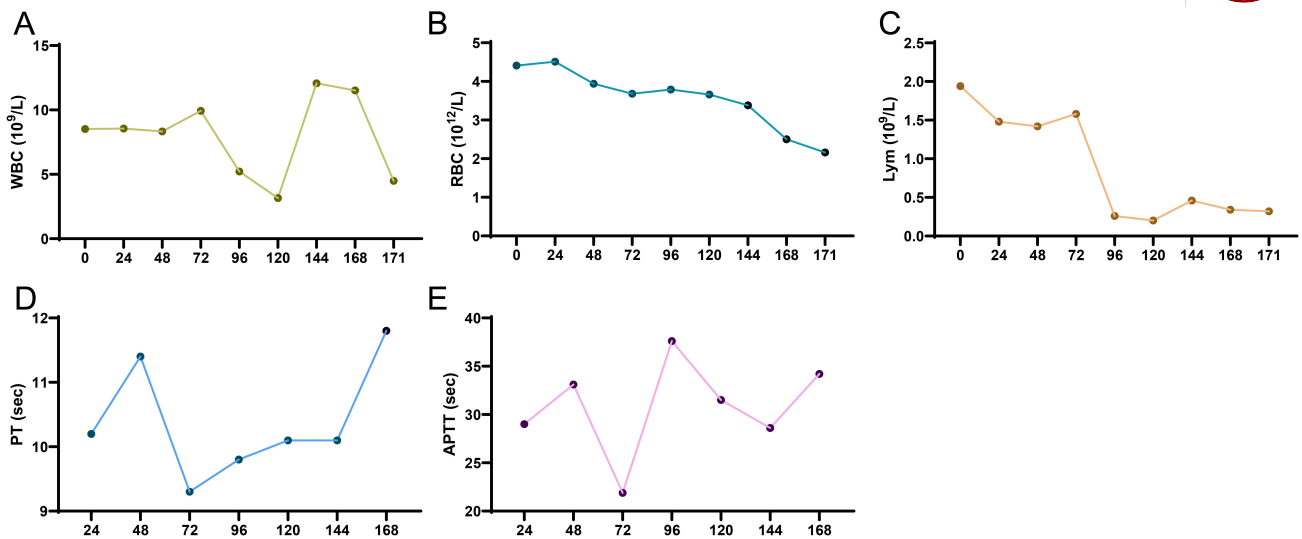 A
WBC (10⁹/L)
15
10
5
0
0 24 48 72 96 120 144 168 171
B
RBC (10¹²/L)
5
4
3
2
1
0
0 24 48 72 96 120 144 168 171
C
Lym (10⁹/L)
2.5
2.0
1.5
1.0
0.5
0.0
0 24 48 72 96 120 144 168 171
D
PT (sec)
12
11
10
9
24 48 72 96 120 144 168
E
APTT (sec)
40
35
30
25
20
24 48 72 96 120 144 168